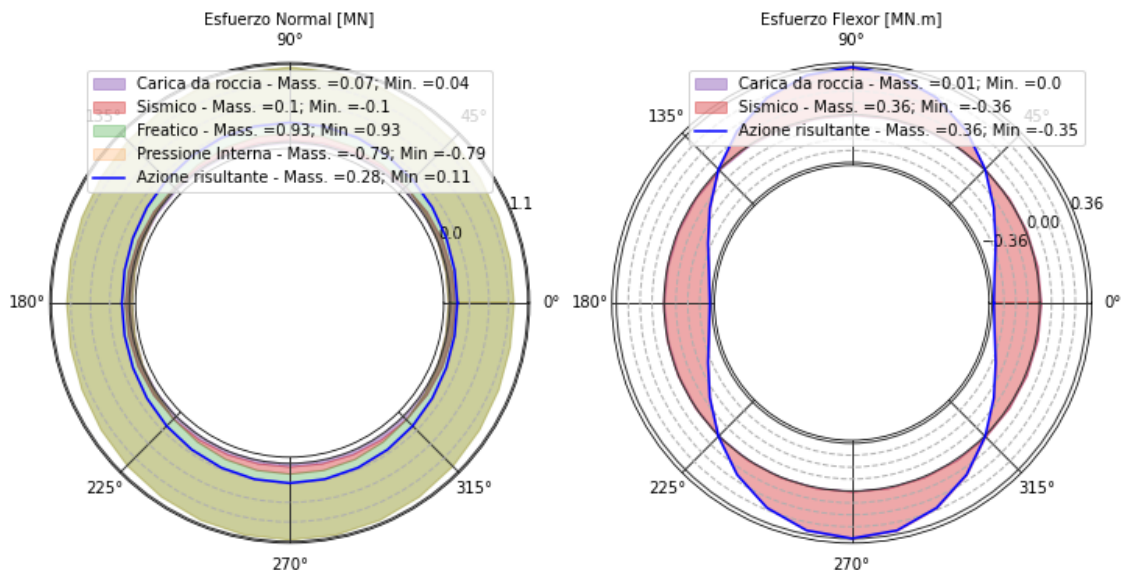 Esfuerzo Normal [MN]
90°
Carica da roccia - Mass. =0.07; Min. =0.04
Sismico - Mass. =0.1; Min. =-0.1
Freatico - Mass. =0.93; Min =0.93
Pressione Interna - Mass. =-0.79; Min =-0.79
Azione risultante - Mass. =0.28; Min =0.11
135°
45°
1.1
0.0
180°
0°
225°
315°
270°
Esfuerzo Flexor [MN.m]
90°
Carica da roccia - Mass. =0.01; Min. =0.0
Sismico - Mass. =0.36; Min. =-0.36
Azione risultante - Mass. =0.36; Min =-0.35
135°
45°
0.36
0.00
−0.36
180°
0°
225°
315°
270°